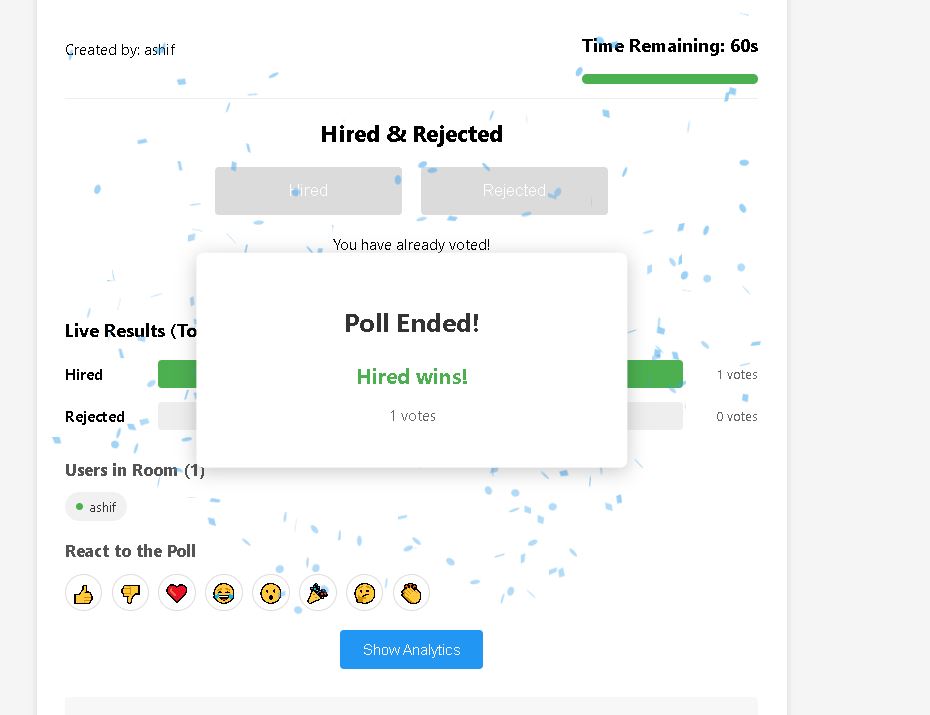 Created by: ashif
Time Remaining: 60s
Hired & Rejected
Hired
Rejected
You have already voted!
Poll Ended!
Hired wins!
1 votes
Live Results (To
Hired
1 votes
Rejected
0 votes
Users in Room (1)
ashif
React to the Poll
Show Analytics